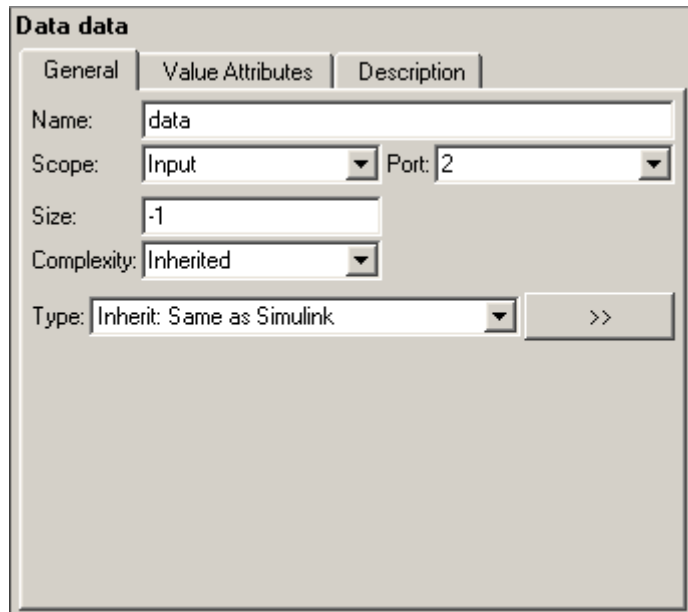 Data data
General Value Attributes Description
Name: data
Scope: Input Port: 2
Size: -1
Complexity: Inherited
Type: Inherit: Same as Simulink >>